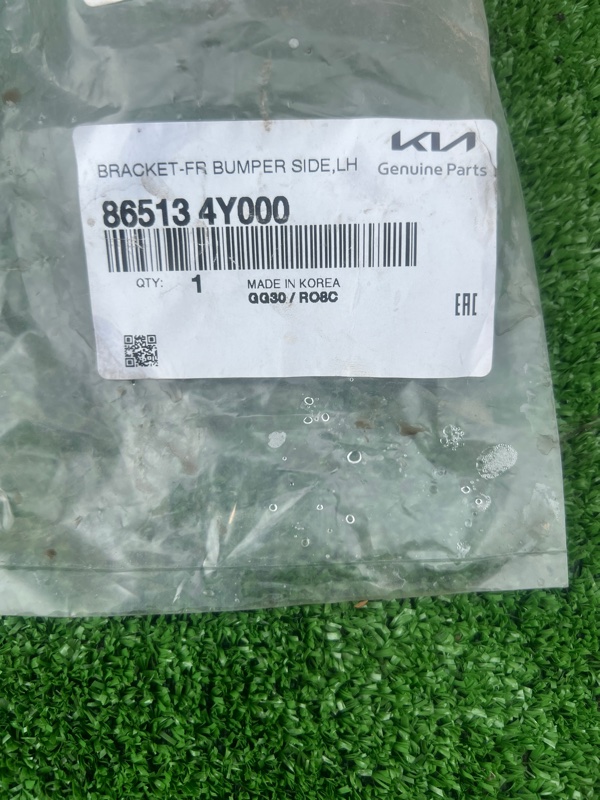 KIA
BRACKET-FR BUMPER SIDE,LH
Genuine Parts
86513 4Y000
QTY: 1
MADE IN KOREA
GG30 / RO8C
EAC